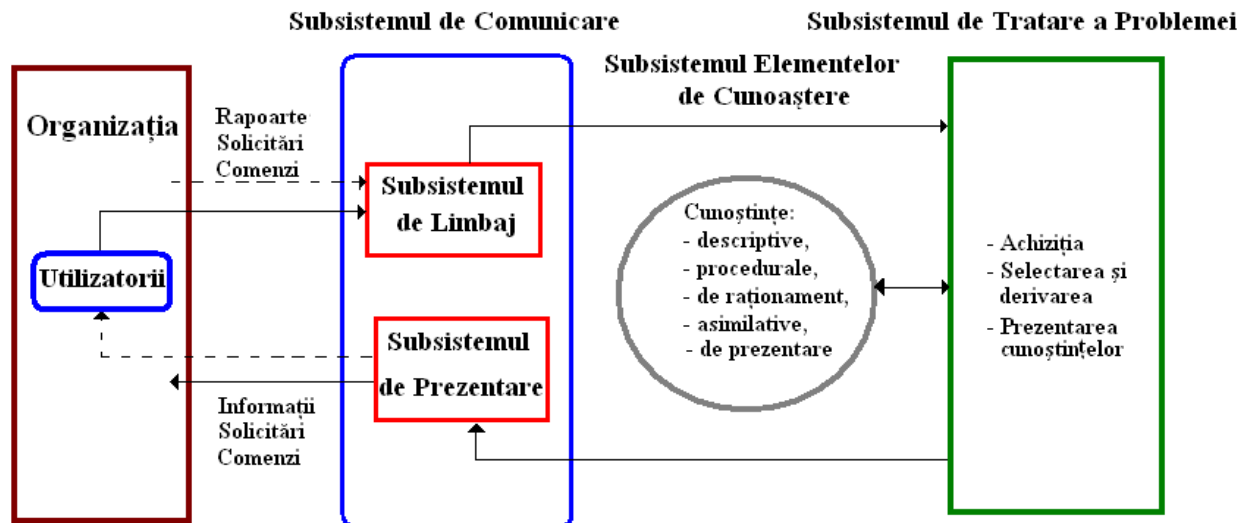 Subsistemul de Comunicare
Subsistemul de Tratare a Problemei
Subsistemul Elementelor
de Cunoaștere
Organizația
Rapoarte
Solicitări
Comenzi
Utilizatorii
Subsistemul
de Limbaj
Subsistemul
de Prezentare
Informații
Solicitări
Comenzi
Cunoștințe:
- descriptive,
- procedurale,
- de raționament,
- asimilative,
- de prezentare
- Achiziția
- Selectarea și
derivarea
- Prezentarea
cunoștințelor